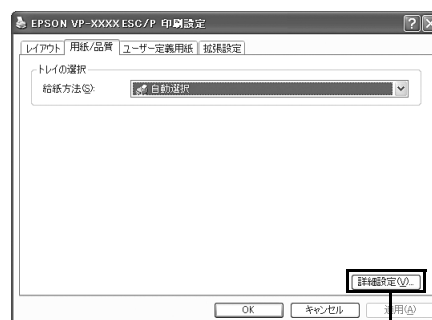 EPSON VP-XXXX ESC/P 印刷設定
レイアウト 用紙/品質 ユーザー定義用紙 拡張設定
トレイの選択
給紙方法(S): 自動選択
詳細設定(V)...
OK キャンセル 適用(A)